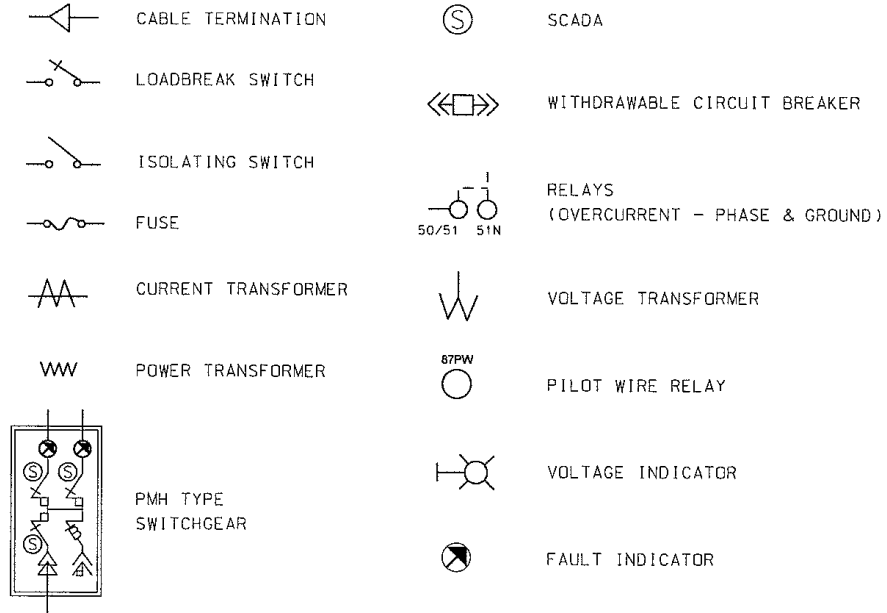 CABLE TERMINATION
LOADBREAK SWITCH
ISOLATING SWITCH
FUSE
CURRENT TRANSFORMER
POWER TRANSFORMER
S
S
S
PMH TYPE
SWITCHGEAR
S
SCADA
WITHDRAWABLE CIRCUIT BREAKER
50/51 51N
RELAYS
(OVERCURRENT - PHASE & GROUND)
VOLTAGE TRANSFORMER
87PW
PILOT WIRE RELAY
VOLTAGE INDICATOR
FAULT INDICATOR